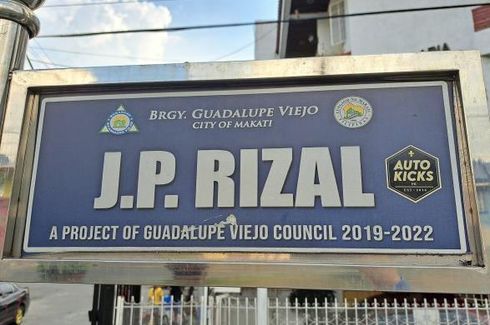 BRGY. GUADALUPE VIEJO
CITY OF MAKATI
J.P. RIZAL
AUTO
KICKS
A PROJECT OF GUADALUPE VIEJO COUNCIL 2019-2022